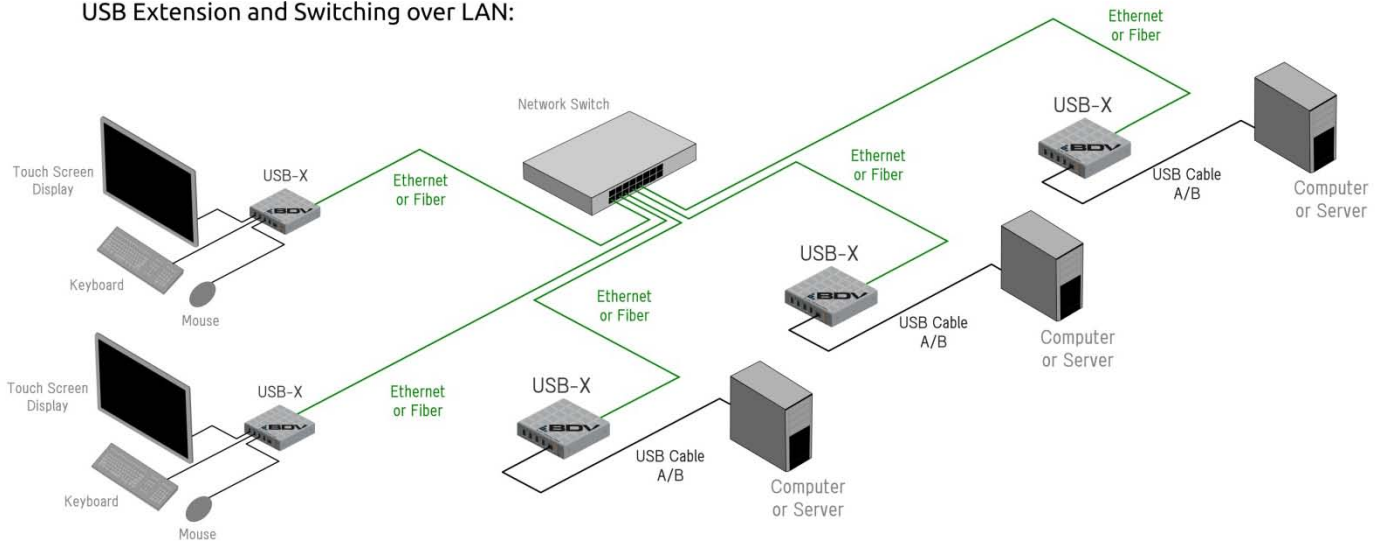 USB Extension and Switching over LAN:
Ethernet
or Fiber
Network Switch
USB-X
BDV
Touch Screen
Display
USB-X
BDV
Ethernet
or Fiber
Ethernet
or Fiber
USB Cable
A/B
Computer
or Server
Keyboard
Mouse
USB-X
BDV
Ethernet
or Fiber
USB Cable
A/B
Computer
or Server
Touch Screen
Display
USB-X
BDV
Ethernet
or Fiber
USB-X
BDV
USB Cable
A/B
Computer
or Server
Keyboard
Mouse